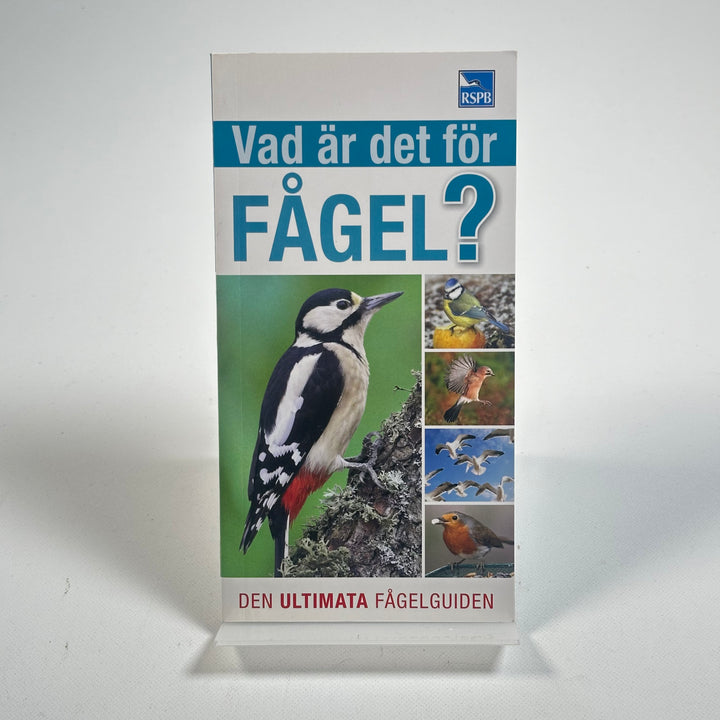 RSPB
Vad är det för
FÅGEL?
DEN ULTIMATA FÅGELGUIDEN